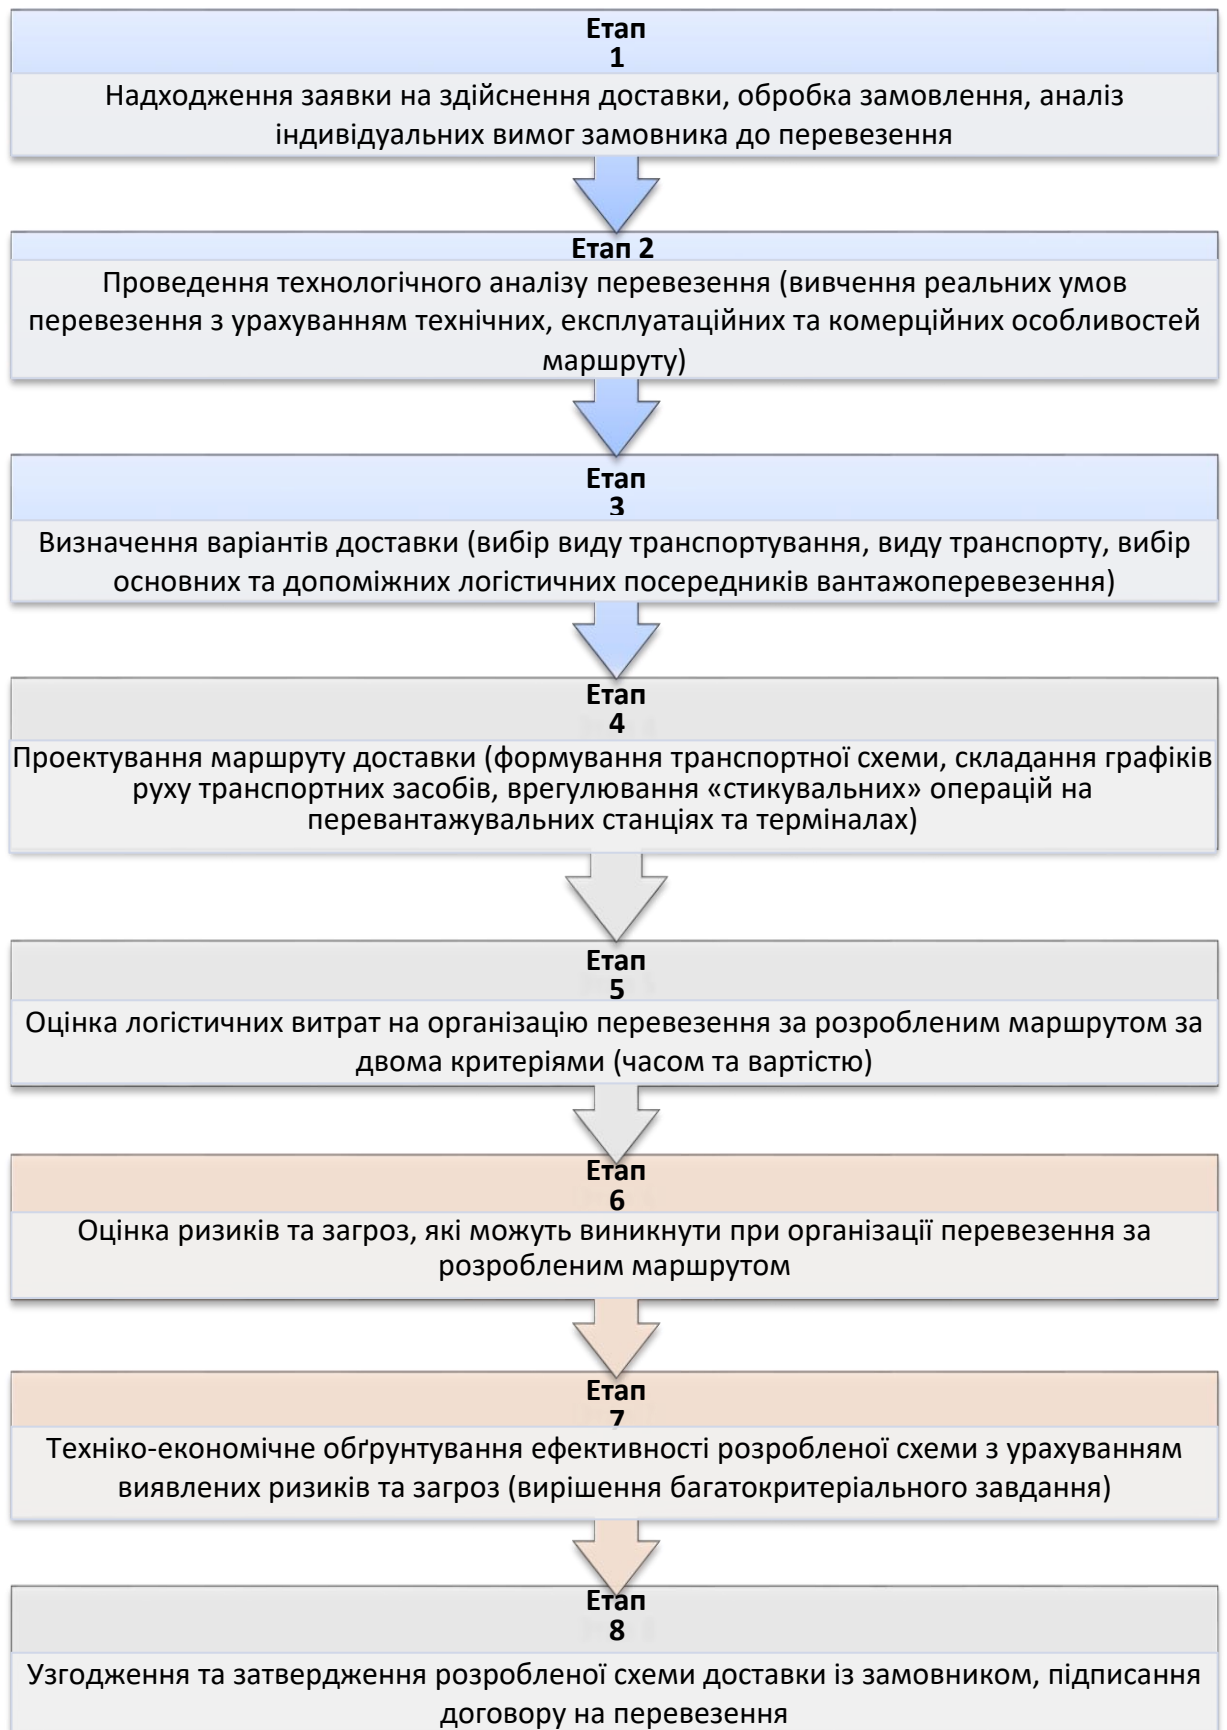 Етап
1
Надходження заявки на здійснення доставки, обробка замовлення, аналіз
індивідуальних вимог замовника до перевезення
Етап 2
Проведення технологічного аналізу перевезення (вивчення реальних умов
перевезення з урахуванням технічних, експлуатаційних та комерційних особливостей
маршруту)
Етап
3
Визначення варіантів доставки (вибір виду транспортування, виду транспорту, вибір
основних та допоміжних логістичних посередників вантажоперевезення)
Етап
4
Проектування маршруту доставки (формування транспортної схеми, складання графіків
руху транспортних засобів, врегулювання «стикувальних» операцій на
перевантажувальних станціях та терміналах)
Етап
5
Оцінка логістичних витрат на організацію перевезення за розробленим маршрутом за
двома критеріями (часом та вартістю)
Етап
6
Оцінка ризиків та загроз, які можуть виникнути при організації перевезення за
розробленим маршрутом
Етап
7
Техніко-економічне обґрунтування ефективності розробленої схеми з урахуванням
виявлених ризиків та загроз (вирішення багатокритеріального завдання)
Етап
8
Узгодження та затвердження розробленої схеми доставки із замовником, підписання
договору на перевезення